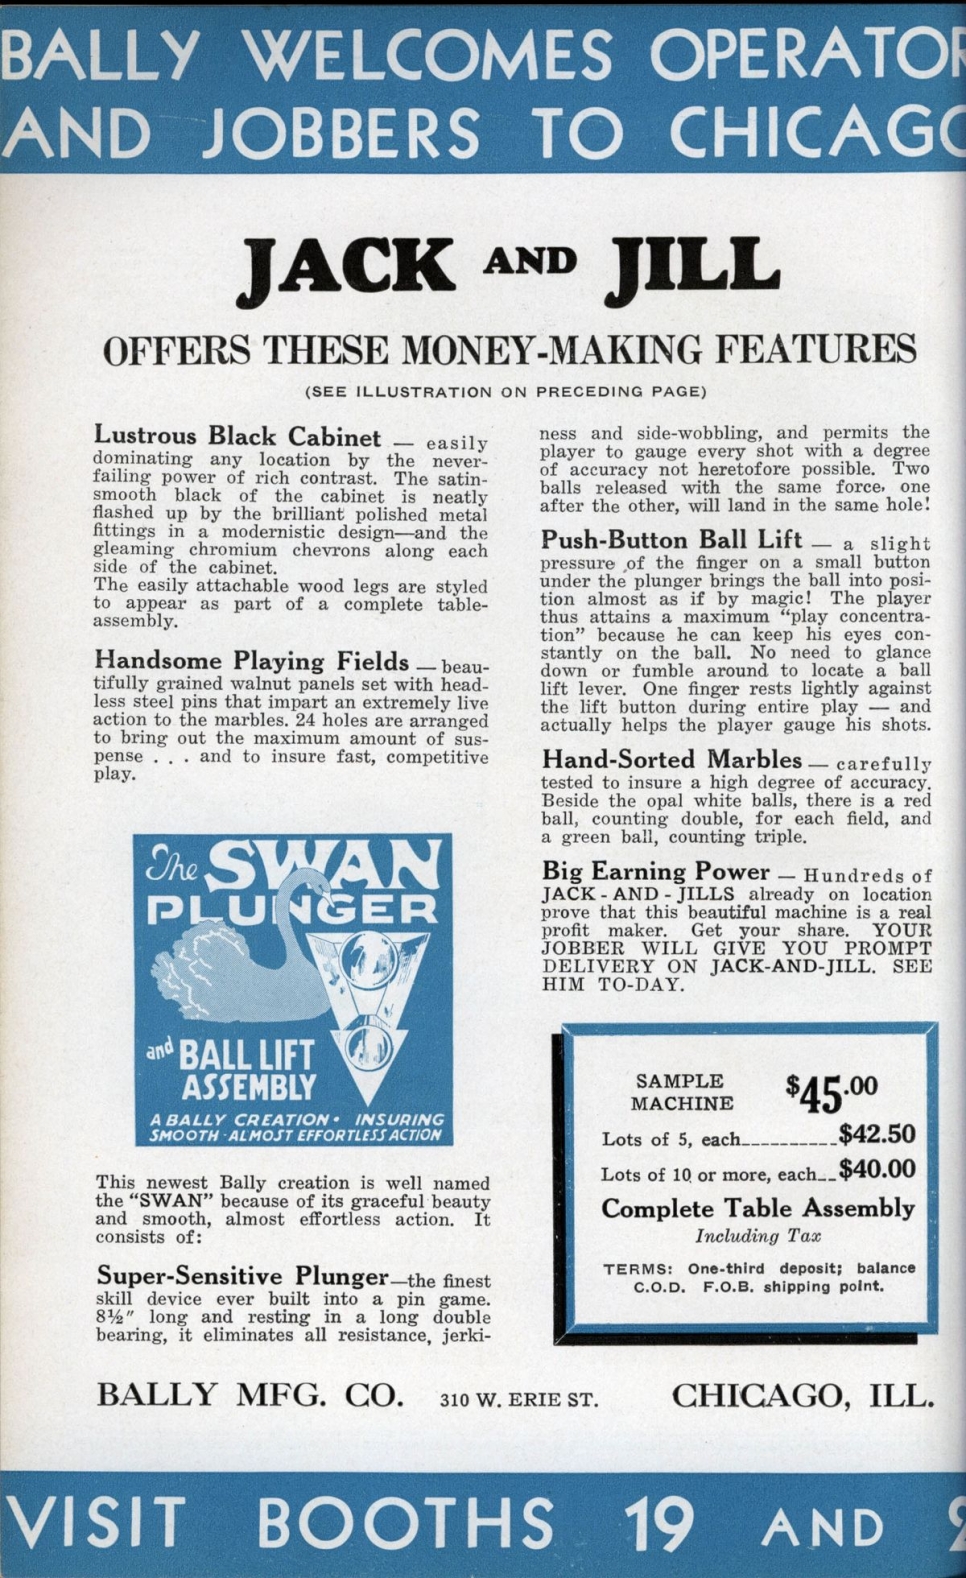 BALLY WELCOMES OPERATOR
AND JOBBERS TO CHICAGO
JACK AND JILL
OFFERS THESE MONEY-MAKING FEATURES
(SEE ILLUSTRATION ON PRECEDING PAGE)
Lustrous Black Cabinet — easily
dominating any location by the never-
failing power of rich contrast. The satin-
smooth black of the cabinet is neatly
flashed up by the brilliant polished metal
fittings in a modernistic design—and the
gleaming chromium chevrons along each
side of the cabinet.
The easily attachable wood legs are styled
to appear as part of a complete table-
assembly.
Handsome Playing Fields — beau-
tifully grained walnut panels set with head-
less steel pins that impart an extremely live
action to the marbles. 24 holes are arranged
to bring out the maximum amount of sus-
pense . . . and to insure fast, competitive
play.
The SWAN
PLUNGER
and BALL LIFT
ASSEMBLY
A BALLY CREATION • INSURING
SMOOTH - ALMOST EFFORTLESS ACTION
This newest Bally creation is well named
the "SWAN" because of its graceful beauty
and smooth, almost effortless action. It
consists of:
Super-Sensitive Plunger—the finest
skill device ever built into a pin game.
8½" long and resting in a long double
bearing, it eliminates all resistance, jerki-
ness and side-wobbling, and permits the
player to gauge every shot with a degree
of accuracy not heretofore possible. Two
balls released with the same force, one
after the other, will land in the same hole!
Push-Button Ball Lift — a slight
pressure of the finger on a small button
under the plunger brings the ball into posi-
tion almost as if by magic! The player
thus attains a maximum "play concentra-
tion" because he can keep his eyes con-
stantly on the ball. No need to glance
down or fumble around to locate a ball
lift lever. One finger rests lightly against
the lift button during entire play — and
actually helps the player gauge his shots.
Hand-Sorted Marbles — carefully
tested to insure a high degree of accuracy.
Beside the opal white balls, there is a red
ball, counting double, for each field, and
a green ball, counting triple.
Big Earning Power — Hundreds of
JACK - AND - JILLS already on location
prove that this beautiful machine is a real
profit maker. Get your share. YOUR
JOBBER WILL GIVE YOU PROMPT
DELIVERY ON JACK-AND-JILL. SEE
HIM TO-DAY.
SAMPLE
MACHINE $45.00
Lots of 5, each__________$42.50
Lots of 10 or more, each__$40.00
Complete Table Assembly
Including Tax
TERMS: One-third deposit; balance
C.O.D. F.O.B. shipping point.
BALLY MFG. CO. 310 W. ERIE ST. CHICAGO, ILL.
VISIT BOOTHS 19 AND